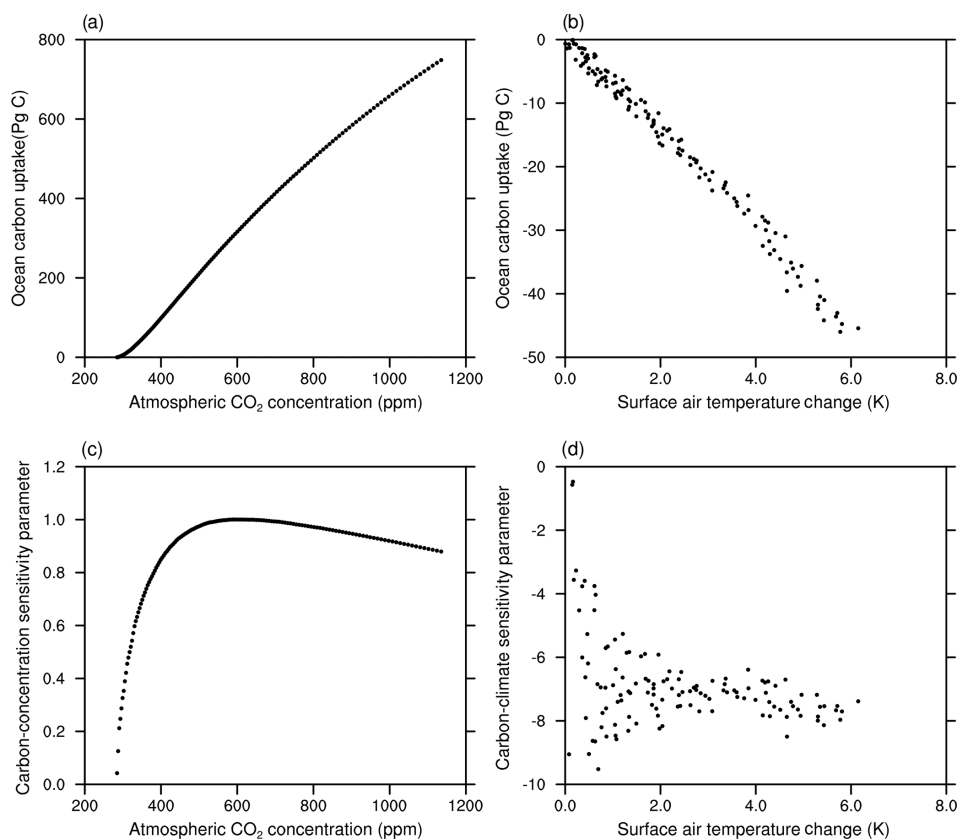 (a)
800
600
400
200
0
Ocean carbon uptake(Pg C)
200 400 600 800 1000 1200
Atmospheric CO₂ concentration (ppm)
(b)
0
-10
-20
-30
-40
-50
Ocean carbon uptake (Pg C)
0.0 2.0 4.0 6.0 8.0
Surface air temperature change (K)
(c)
1.2
1.0
0.8
0.6
0.4
0.2
0.0
Carbon-concentration sensitivity parameter
200 400 600 800 1000 1200
Atmospheric CO₂ concentration (ppm)
(d)
0
-2
-4
-6
-8
-10
Carbon-climate sensitivity parameter
0.0 2.0 4.0 6.0 8.0
Surface air temperature change (K)